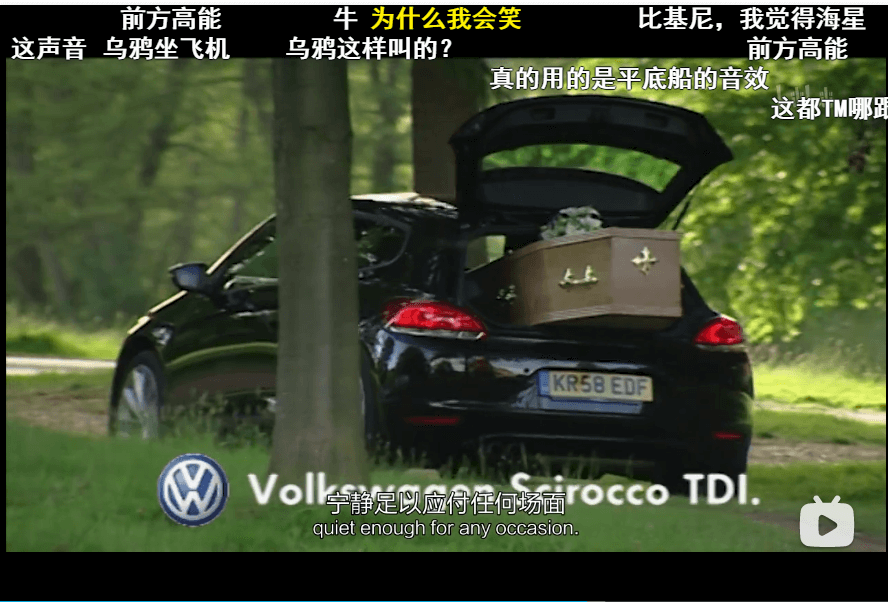 前方高能 牛 为什么我会笑 比基尼，我觉得海星
这声音 乌鸦坐飞机 乌鸦这样叫的？ 前方高能
真的用的是平底船的音效
这都TM哪跟
KR58 EDF
Volkswagen Scirocco TDI.
宁静足以应付任何场面
quiet enough for any occasion.